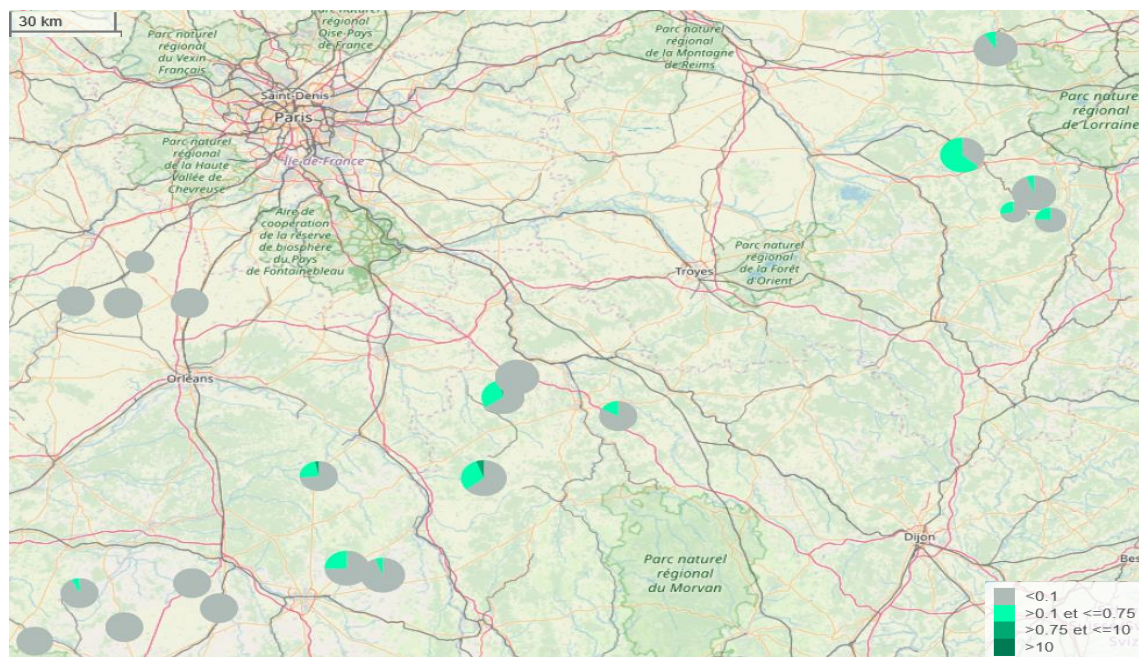 30 km
Parc naturel
régional
du Vexin
Français
Parc naturel
régional
Oise-Pays
de France
Parc naturel
régional
de la Montagne
de Reims
Saint-Denis
Paris
Île-de-France
Parc naturel
régional
de la Haute
Vallée de
Chevreuse
Parc naturel
régional
de Lorraine
Aire de
coopération
de la réserve
de biosphère
du Pays
de Fontainebleau
Troyes
Parc naturel
régional
de la Forêt
d'Orient
Orléans
Dijon
Parc naturel
régional
du Morvan
<0.1
>0.1 et <=0.75
>0.75 et <=10
>10